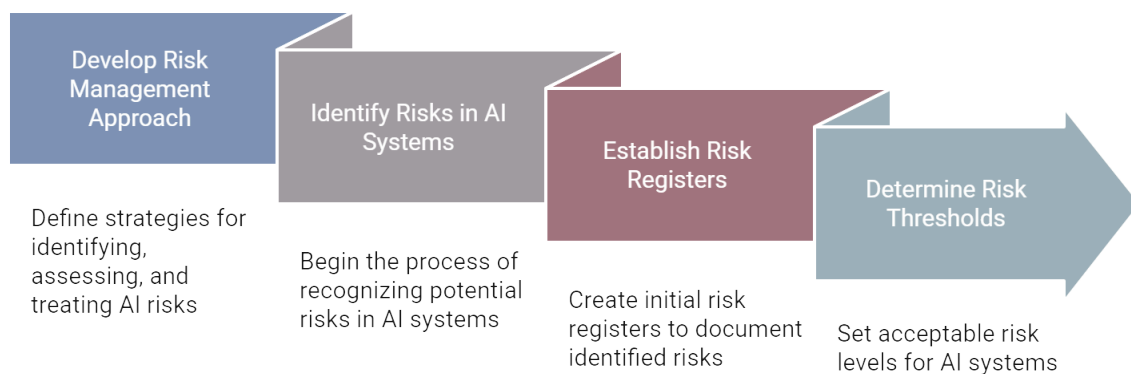 Develop Risk
Management
Approach
Define strategies for
identifying,
assessing, and
treating AI risks
Identify Risks in AI
Systems
Begin the process of
recognizing potential
risks in AI systems
Establish Risk
Registers
Create initial risk
registers to document
identified risks
Determine Risk
Thresholds
Set acceptable risk
levels for AI systems